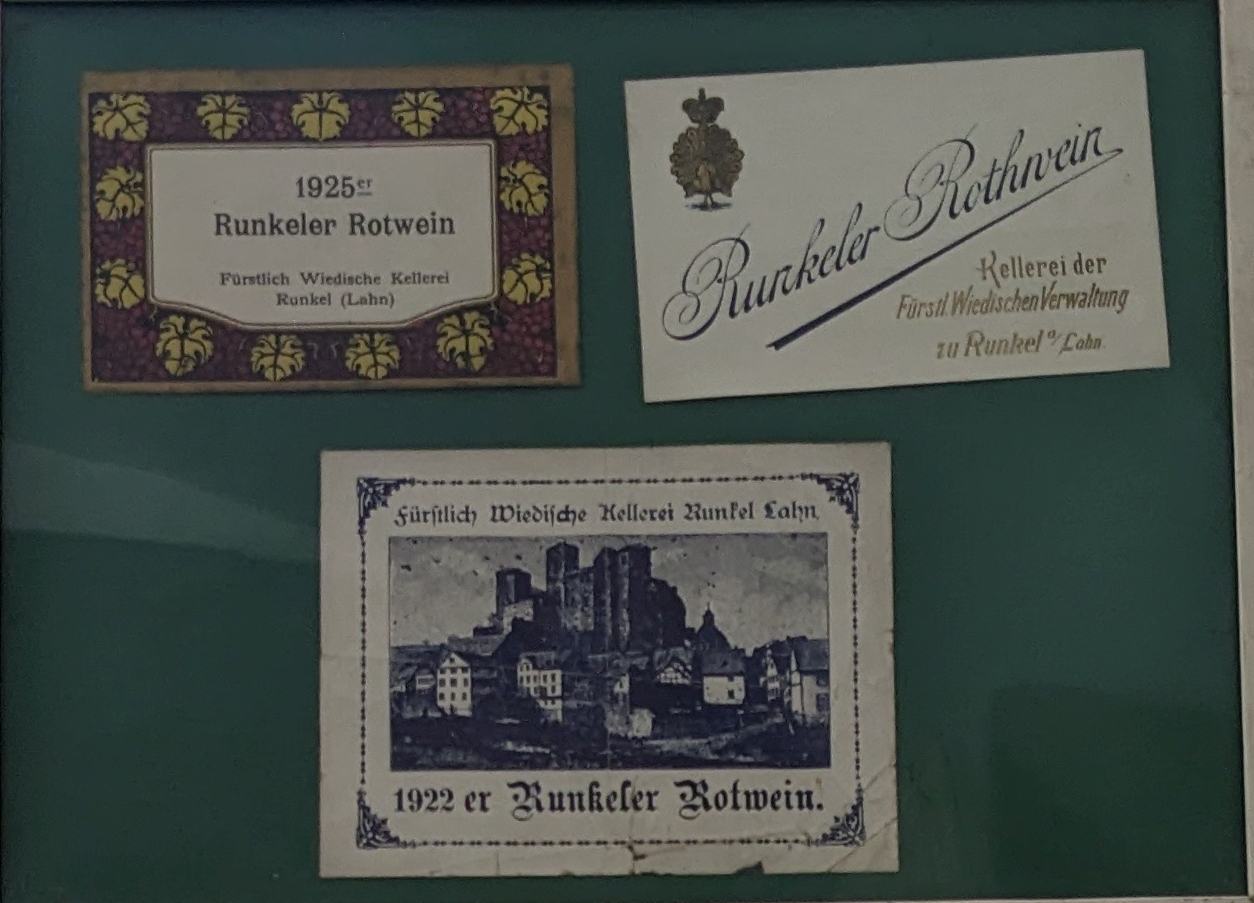 1925er
Runkeler Rotwein
Fürstlich Wiedische Kellerei
Runkel (Lahn)
Runkeler Rothwein
Kellerei der
Fürstl. Wiedischen Verwaltung
zu Runkel a/Lahn.
Fürſtlich Wiediſche Kellerei Runkel Lahn
1922 er Runkeler Rotwein.